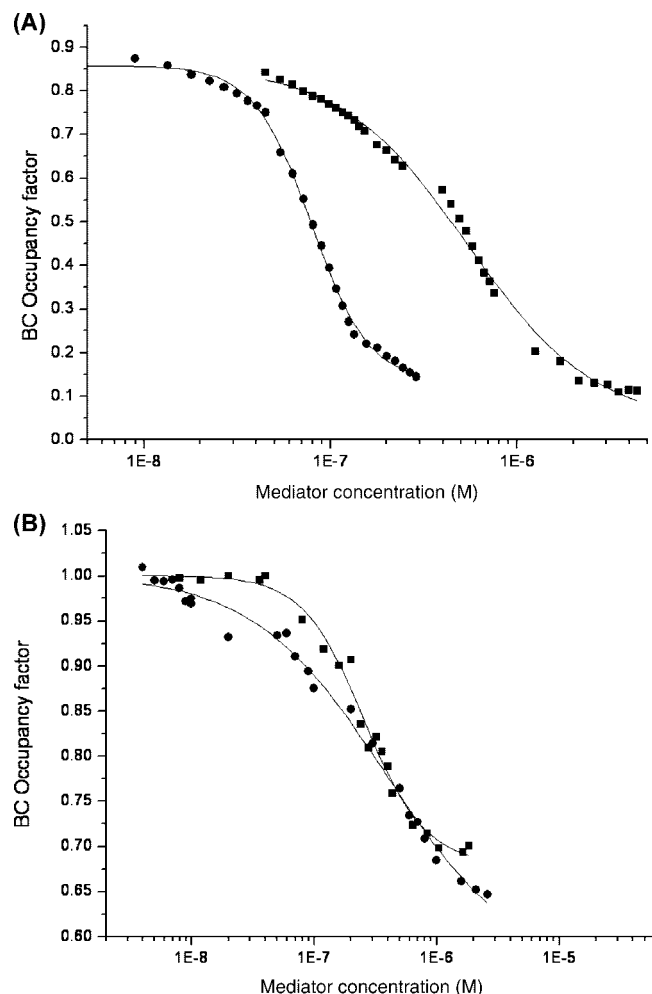 (A)
0.9
0.8
0.7
0.6
0.5
0.4
0.3
0.2
0.1
0.0
BC Occupancy factor
1E-8 1E-7 1E-6
Mediator concentration (M)
(B)
1.05
1.00
0.95
0.90
0.85
0.80
0.75
0.70
0.65
0.60
BC Occupancy factor
1E-8 1E-7 1E-6 1E-5
Mediator concentration (M)